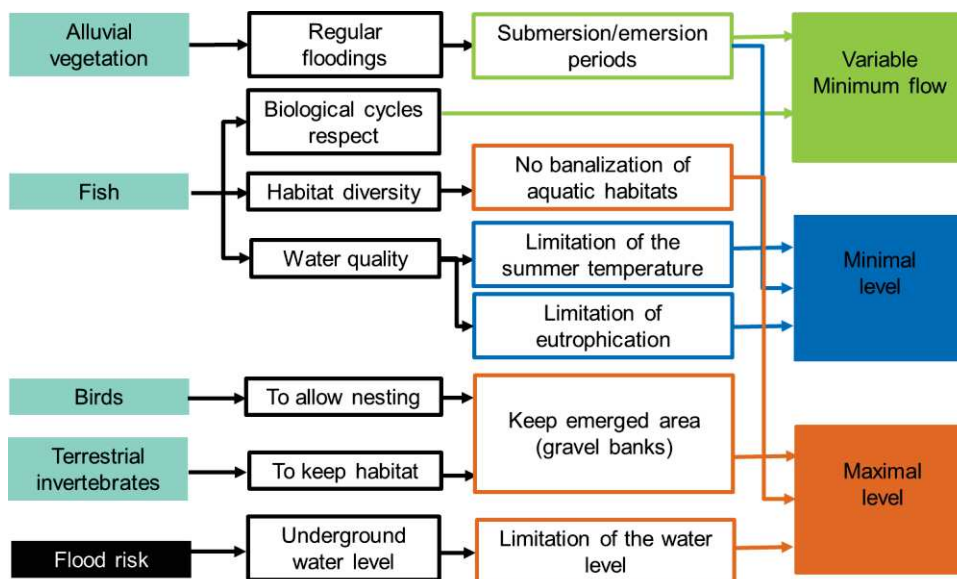 Alluvial
vegetation
Regular
floodings
Submersion/emersion
periods
Variable
Minimum flow
Biological cycles
respect
Fish
Habitat diversity
No banalization of
aquatic habitats
Water quality
Limitation of the
summer temperature
Minimal
level
Limitation of
eutrophication
Birds
To allow nesting
Keep emerged area
(gravel banks)
Terrestrial
invertebrates
To keep habitat
Maximal
level
Flood risk
Underground
water level
Limitation of the water
level